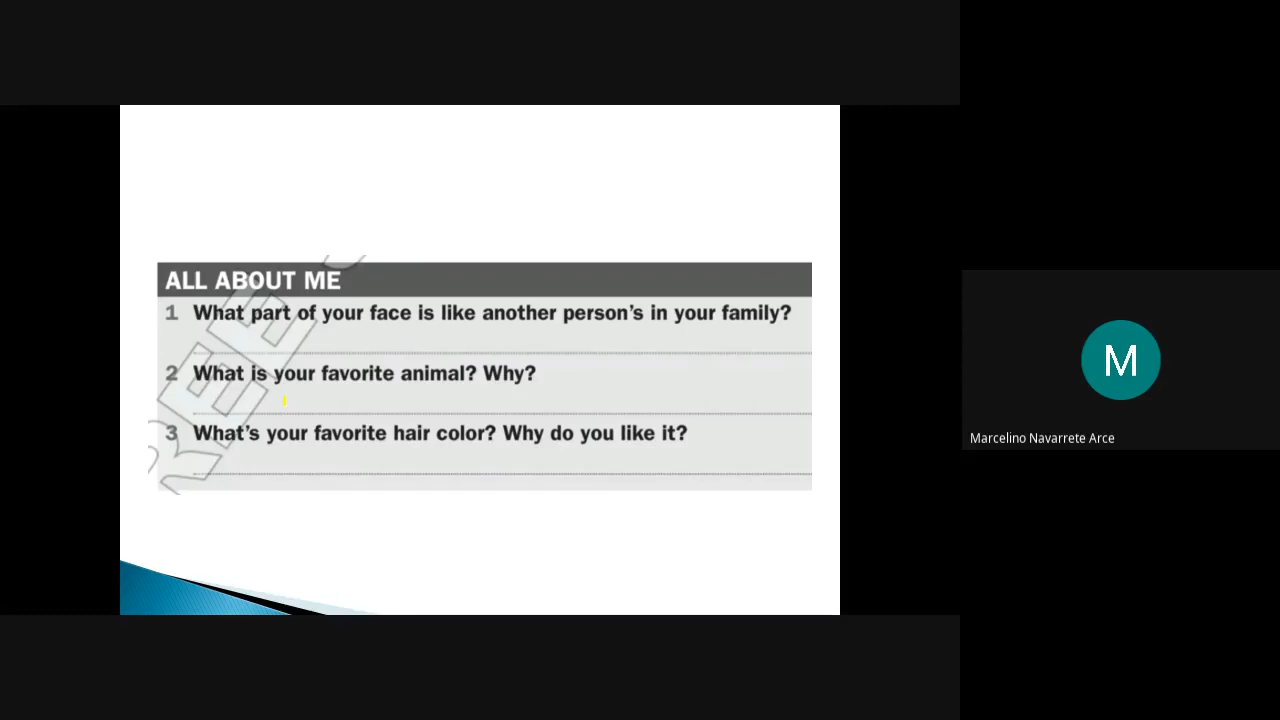 ALL ABOUT ME
1 What part of your face is like another person's in your family?
2 What is your favorite animal? Why?
3 What's your favorite hair color? Why do you like it?
M
Marcelino Navarrete Arce